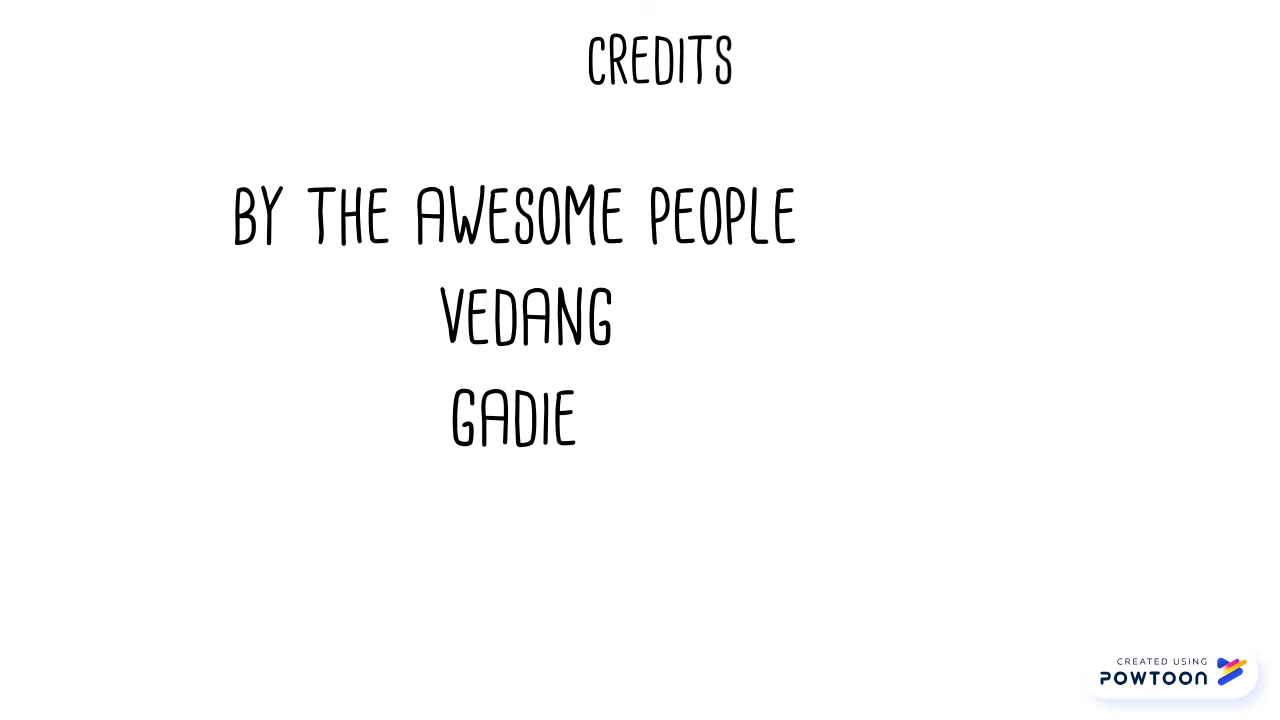 CREDITS
BY THE AWESOME PEOPLE
VEDANG
GADIE
CREATED USING
POWTOON